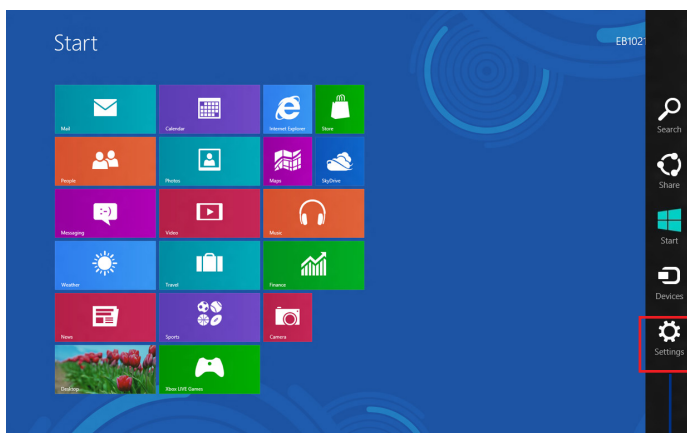 Start
EB1021
Mail
Calendar
Internet Explorer
Store
People
Photos
Maps
SkyDrive
Messaging
:-)
Video
Music
Weather
Travel
Finance
News
Sports
Camera
Desktop
Xbox LIVE Games
Search
Share
Start
Devices
Settings